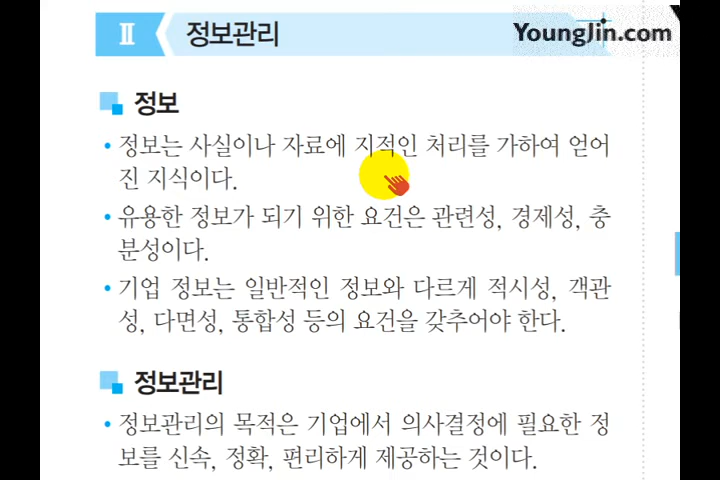 Ⅱ 정보관리
YoungJin.com
정보
• 정보는 사실이나 자료에 지적인 처리를 가하여 얻어
진 지식이다.
• 유용한 정보가 되기 위한 요건은 관련성, 경제성, 충
분성이다.
• 기업 정보는 일반적인 정보와 다르게 적시성, 객관
성, 다면성, 통합성 등의 요건을 갖추어야 한다.
정보관리
• 정보관리의 목적은 기업에서 의사결정에 필요한 정
보를 신속, 정확, 편리하게 제공하는 것이다.